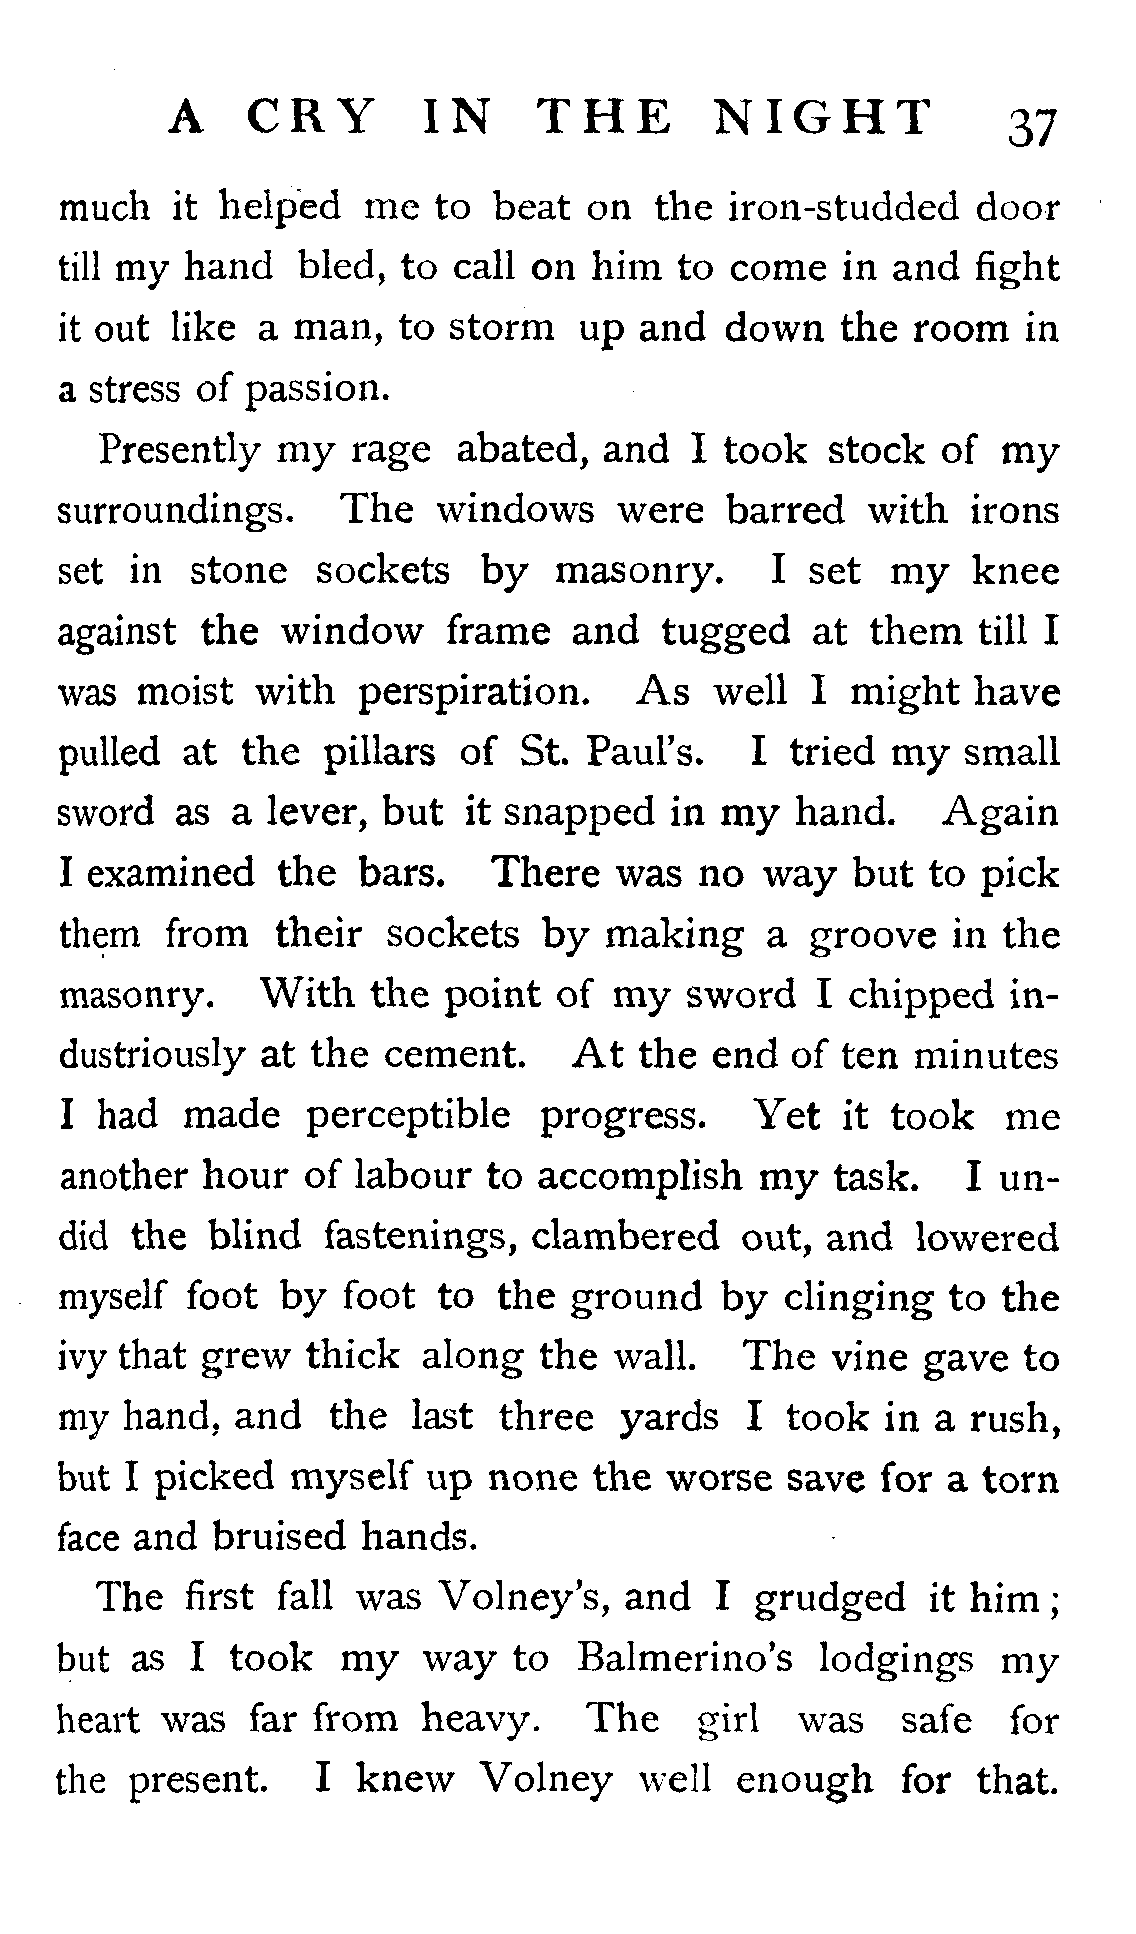 A CRY IN THE NIGHT 37
much it helped me to beat on the iron-studded door
till my hand bled, to call on him to come in and fight
it out like a man, to storm up and down the room in
a stress of passion.
Presently my rage abated, and I took stock of my
surroundings. The windows were barred with irons
set in stone sockets by masonry. I set my knee
against the window frame and tugged at them till I
was moist with perspiration. As well I might have
pulled at the pillars of St. Paul's. I tried my small
sword as a lever, but it snapped in my hand. Again
I examined the bars. There was no way but to pick
them from their sockets by making a groove in the
masonry. With the point of my sword I chipped in-
dustriously at the cement. At the end of ten minutes
I had made perceptible progress. Yet it took me
another hour of labour to accomplish my task. I un-
did the blind fastenings, clambered out, and lowered
myself foot by foot to the ground by clinging to the
ivy that grew thick along the wall. The vine gave to
my hand, and the last three yards I took in a rush,
but I picked myself up none the worse save for a torn
face and bruised hands.
The first fall was Volney's, and I grudged it him ;
but as I took my way to Balmerino's lodgings my
heart was far from heavy. The girl was safe for
the present. I knew Volney well enough for that.